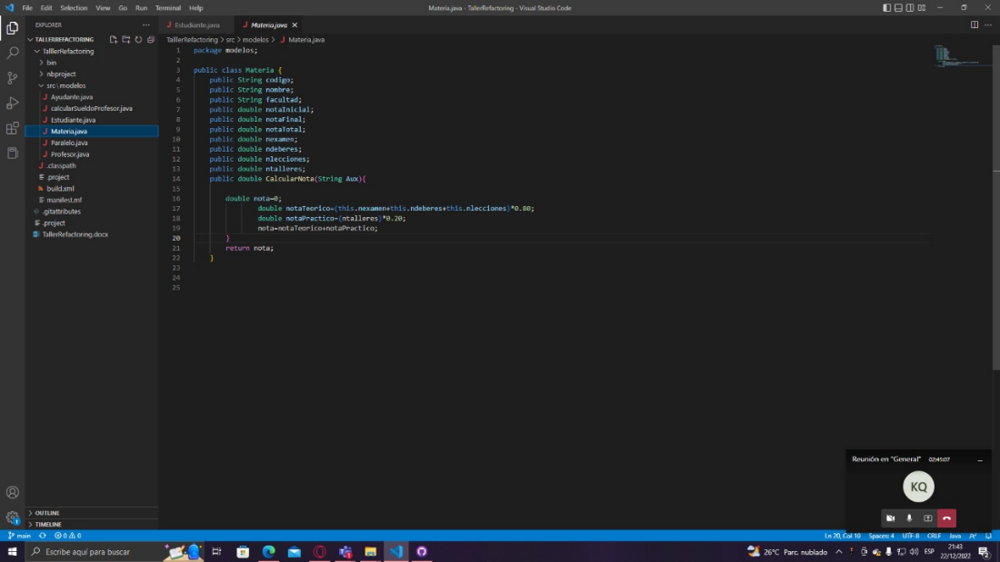 File Edit Selection View Go Run Terminal Help
Materia.java - TallerRefactoring - Visual Studio Code
EXPLORER
TALLERREFACTORING
TalllerRefactoring
bin
nbproject
src\modelos
Ayudante.java
calcularSueldoProfesor.java
Estudiante.java
Materia.java
Paralelo.java
Profesor.java
.classpath
.project
build.xml
manifest.mf
.gitattributes
.project
TallerRefactoring.docx
OUTLINE
TIMELINE
Estudiante.java Materia.java
TalllerRefactoring > src > modelos > Materia.java
1 package modelos;
2
3 public class Materia {
4 public String codigo;
5 public String nombre;
6 public String facultad;
7 public double notaInicial;
8 public double notaFinal;
9 public double notaTotal;
10 public double nexamen;
11 public double ndeberes;
12 public double nlecciones;
13 public double ntalleres;
14 public double CalcularNota(String Aux){
15
16 double nota=0;
17 double notaTeorico=(this.nexamen+this.ndeberes+this.nlecciones)*0.80;
18 double notaPractico=(ntalleres)*0.20;
19 nota=notaTeorico+notaPractico;
20 }
21 return nota;
22 }
23
24
25
Reunión en "General" 02:45:07
KQ
main 0 0
Ln 20, Col 10 Spaces: 4 UTF-8 CRLF Java
Escribe aquí para buscar
26°C Parc. nublado
ESP
21:43
22/12/2022